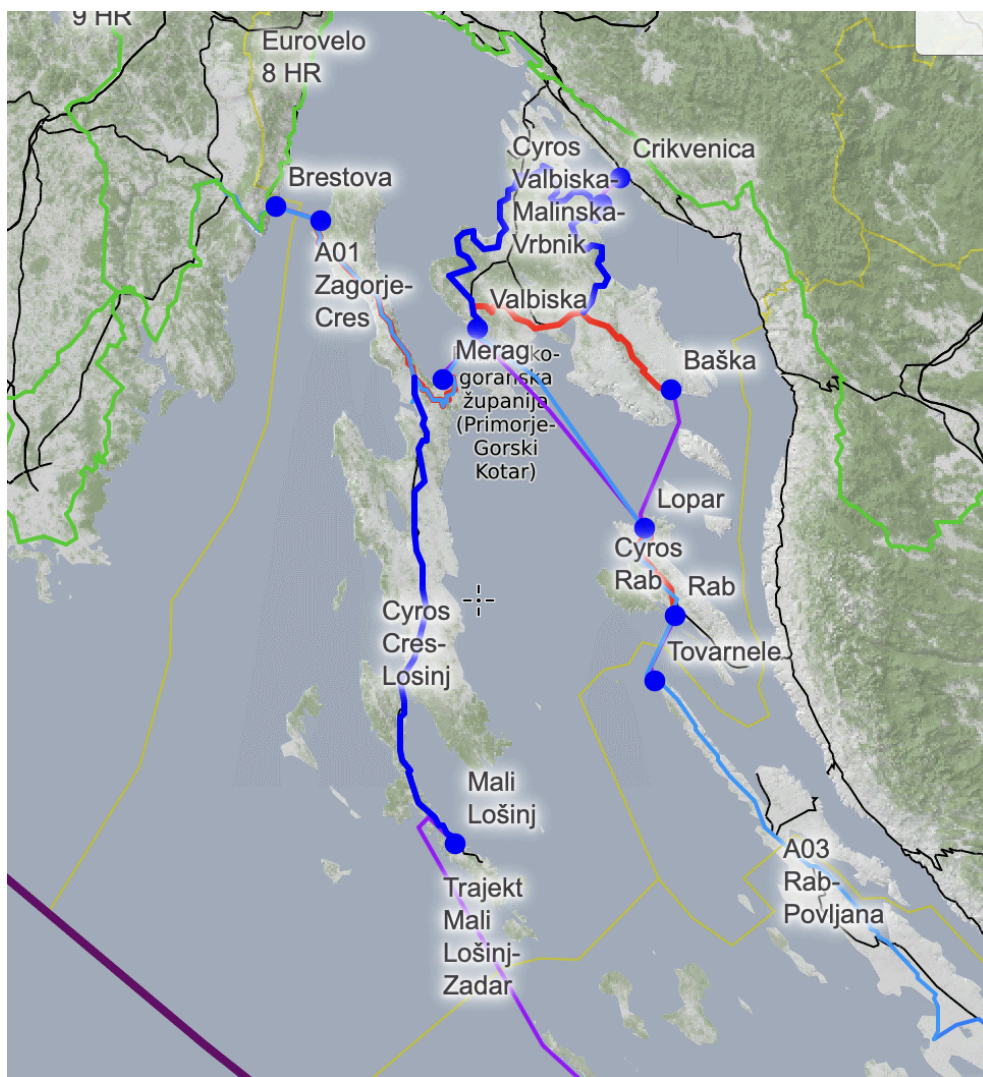 9 HR
Eurovelo
8 HR
Brestova
Cyros
Valbiska-
Malinska-
Vrbnik
Crikvenica
A01
Zagorje-
Cres
Valbiska
Merag
ko-
goranska
županija
(Primorje-
Gorski
Kotar)
Baška
Lopar
Cyros
Rab
Rab
Tovarnele
Cyros
Cres-
Losinj
Mali
Lošinj
A03
Rab-
Povljana
Trajekt
Mali
Lošinj-
Zadar